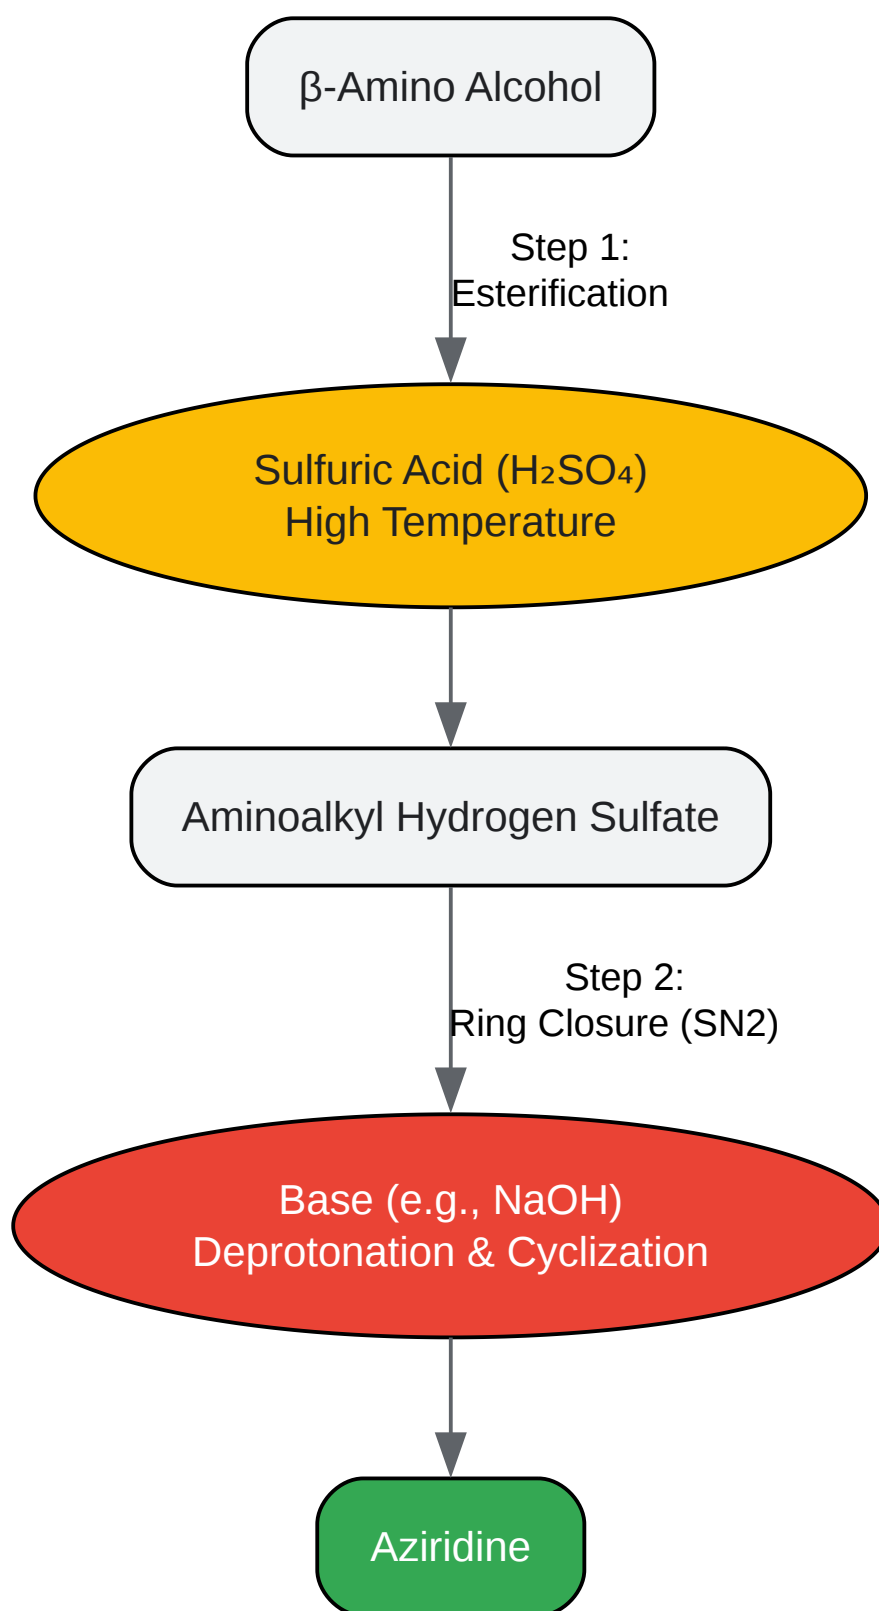 β-Amino Alcohol
Step 1:
Esterification
Sulfuric Acid (H₂SO₄)
High Temperature
Aminoalkyl Hydrogen Sulfate
Step 2:
Ring Closure (SN2)
Base (e.g., NaOH)
Deprotonation & Cyclization
Aziridine